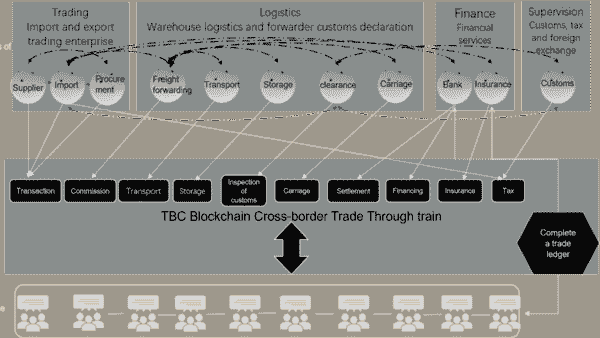 Trading
Import and export
trading enterprise
Logistics
Warehouse logistics and forwarder customs declaration
Finance
Financial
services
Supervision
Customs, tax
and foreign
exchange
s of
Supplier
Import
Procure
ment
Freight
forwarding
Transport
Storage
clearance
Carriage
Bank
Insurance
Customs
Transaction
Commission
Transport
Storage
Inspection
of
customs
Carriage
Settlement
Financing
Insurance
Tax
TBC Blockchain Cross-border Trade Through train
Complete
a trade
ledger
e